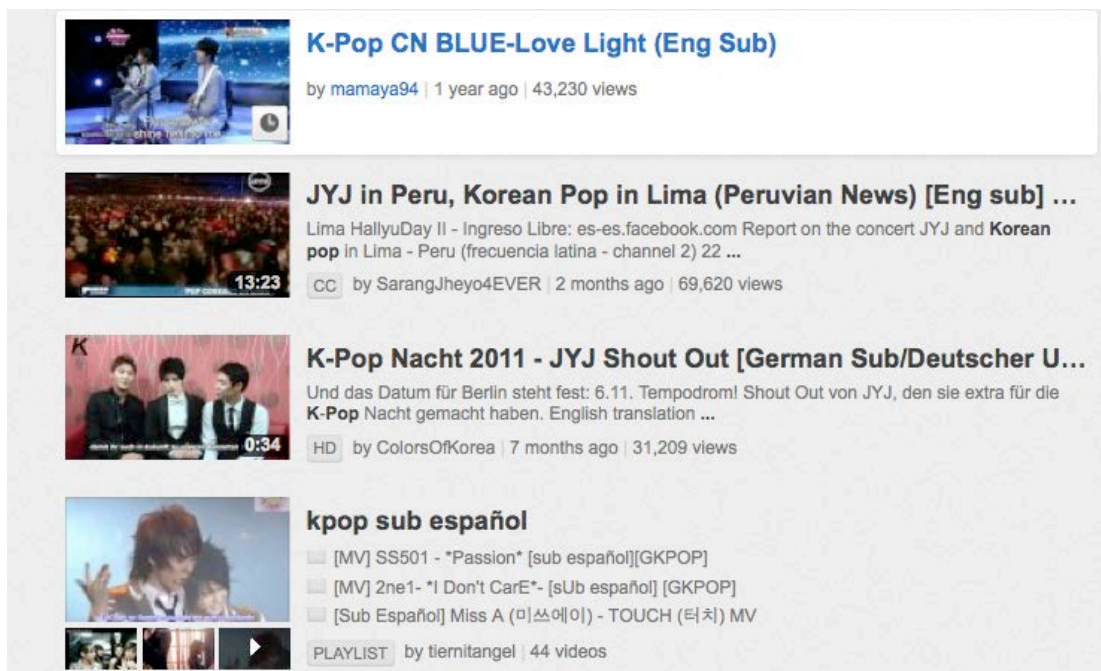 K-Pop CN BLUE-Love Light (Eng Sub)
by mamaya94 | 1 year ago | 43,230 views
shine
JYJ in Peru, Korean Pop in Lima (Peruvian News) [Eng sub] ...
Lima HallyuDay II - Ingreso Libre: es-es.facebook.com Report on the concert JYJ and Korean
pop in Lima - Peru (frecuencia latina - channel 2) 22 ...
13:23
CC by SarangJheyo4EVER | 2 months ago | 69,620 views
K
K-Pop Nacht 2011 - JYJ Shout Out [German Sub/Deutscher U...
Und das Datum für Berlin steht fest: 6.11. Tempodrom! Shout Out von JYJ, den sie extra für die
K-Pop Nacht gemacht haben. English translation ...
0:34
HD by ColorsOfKorea | 7 months ago | 31,209 views
kpop sub español
[MV] SS501 - *Passion* [sub español][GKPOP]
[MV] 2ne1- *I Don't CarE*- [sUb español] [GKPOP]
[Sub Español] Miss A (미쓰에이) - TOUCH (터치) MV
PLAYLIST by tiernitangel | 44 videos